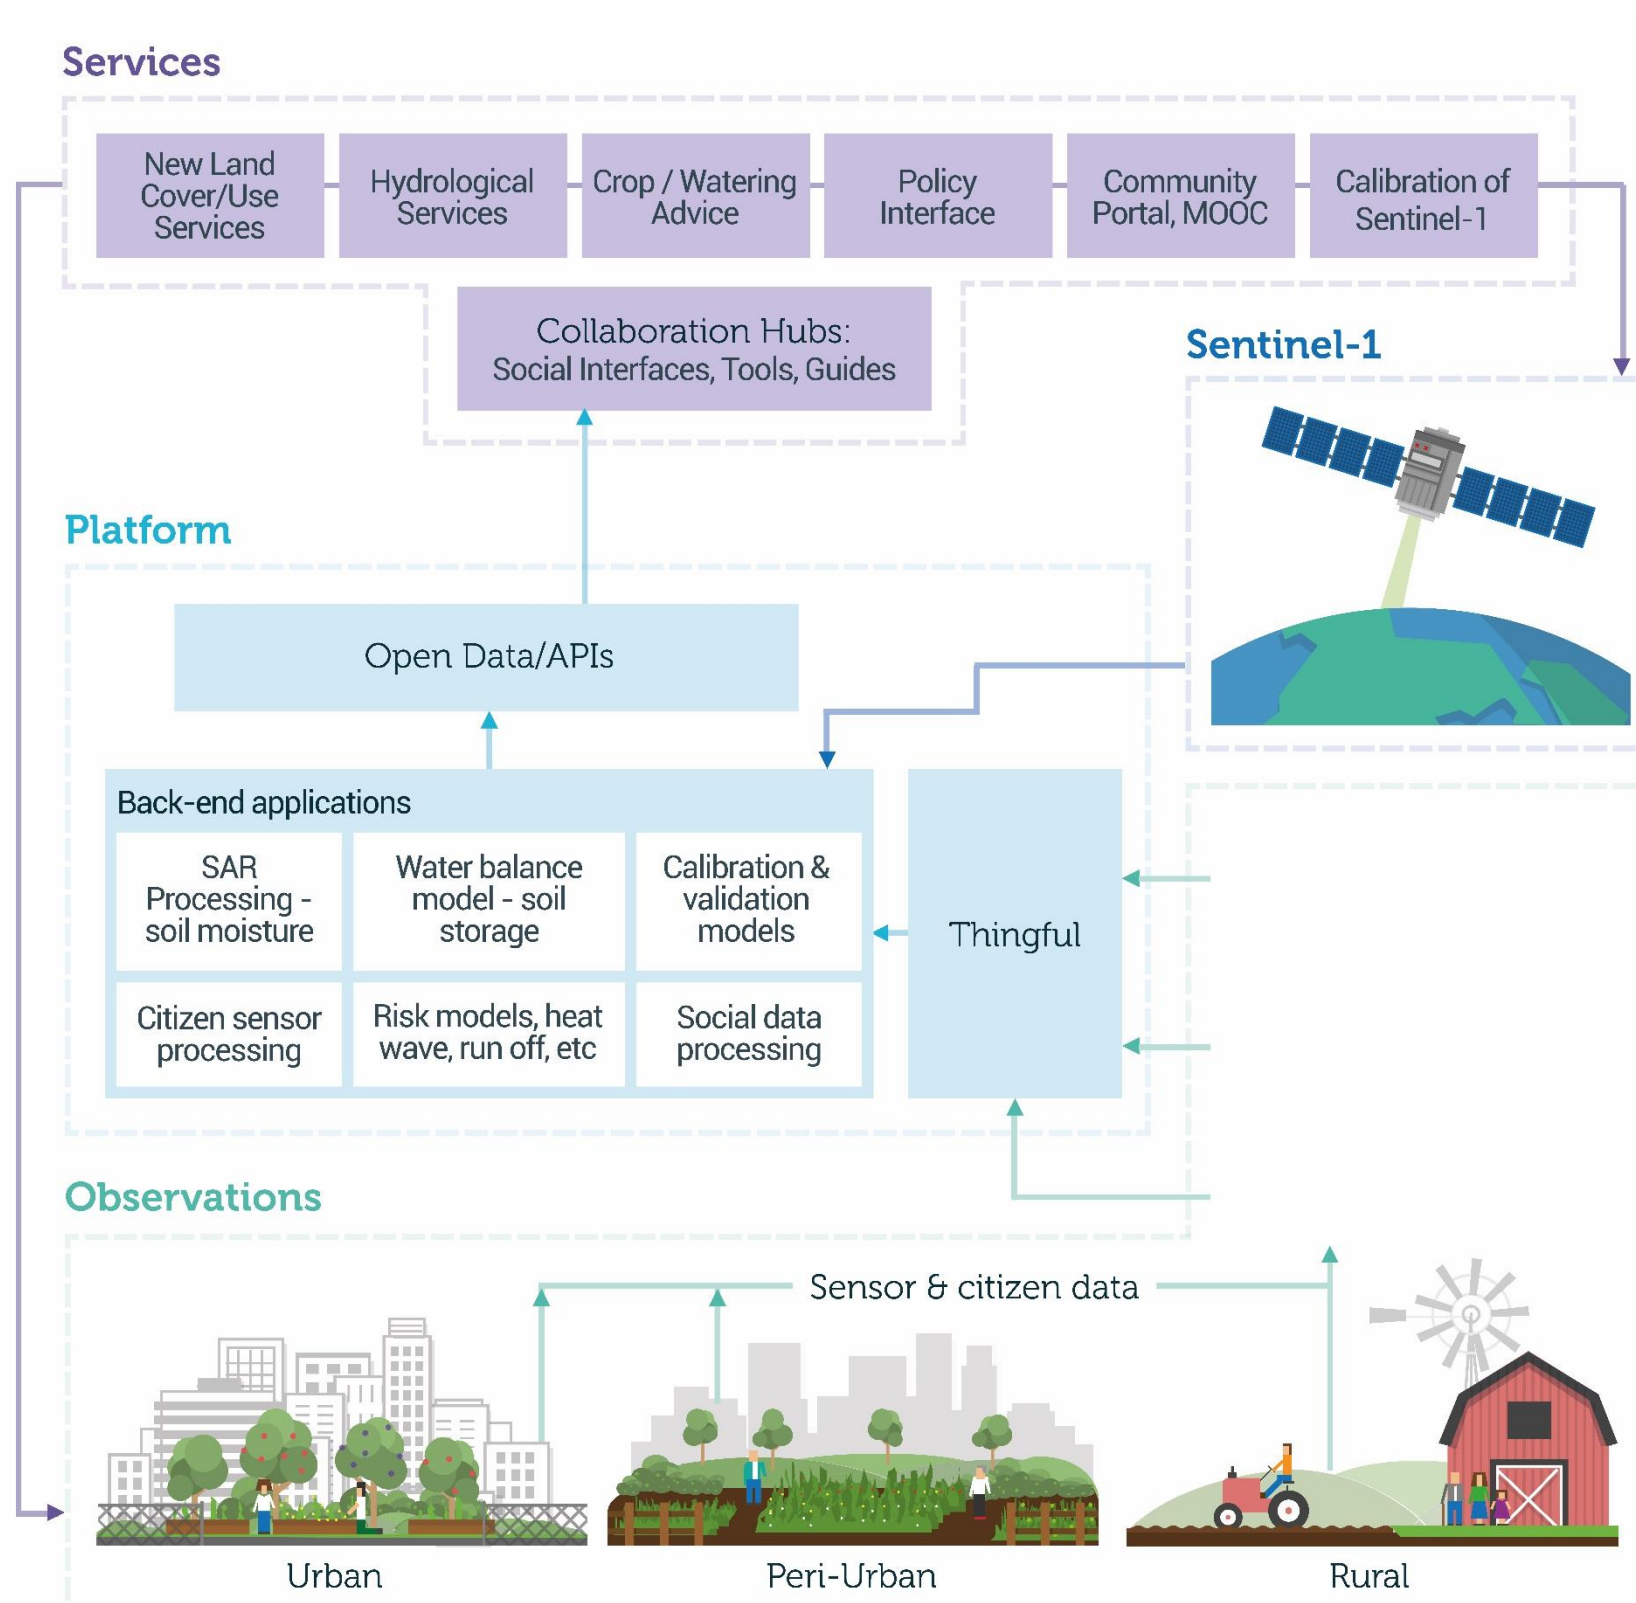 Services
New Land
Cover/Use
Services
Hydrological
Services
Crop / Watering
Advice
Policy
Interface
Community
Portal, MOOC
Calibration of
Sentinel-1
Collaboration Hubs:
Social Interfaces, Tools, Guides
Sentinel-1
Platform
Open Data/APIs
Back-end applications
SAR
Processing -
soil moisture
Water balance
model - soil
storage
Calibration &
validation
models
Citizen sensor
processing
Risk models, heat
wave, run off, etc
Social data
processing
Thingful
Observations
Sensor & citizen data
Urban
Peri-Urban
Rural